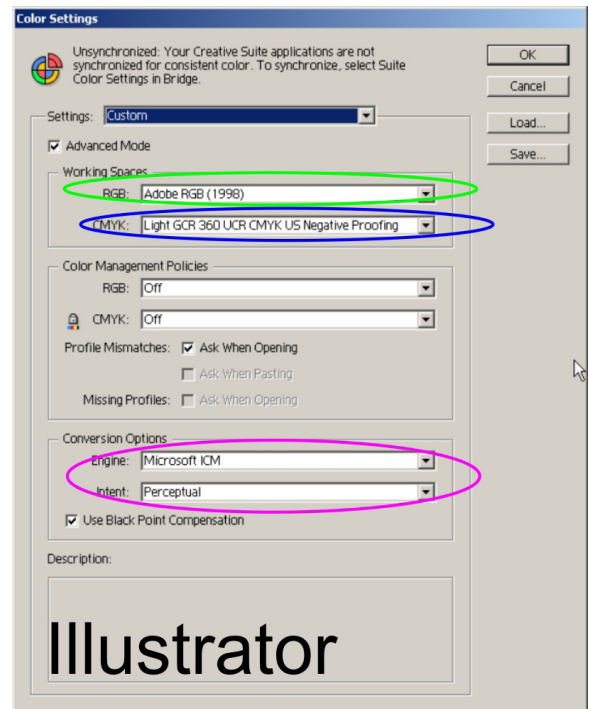 Color Settings
Unsynchronized: Your Creative Suite applications are not
synchronized for consistent color. To synchronize, select Suite
Color Settings in Bridge.
OK
Cancel
Load...
Save...
Settings: Custom
Advanced Mode
Working Spaces
RGB: Adobe RGB (1998)
CMYK: Light GCR 360 UCR CMYK US Negative Proofing
Color Management Policies
RGB: Off
CMYK: Off
Profile Mismatches: Ask When Opening
Ask When Pasting
Missing Profiles: Ask When Opening
Conversion Options
Engine: Microsoft ICM
Intent: Perceptual
Use Black Point Compensation
Description:
Illustrator